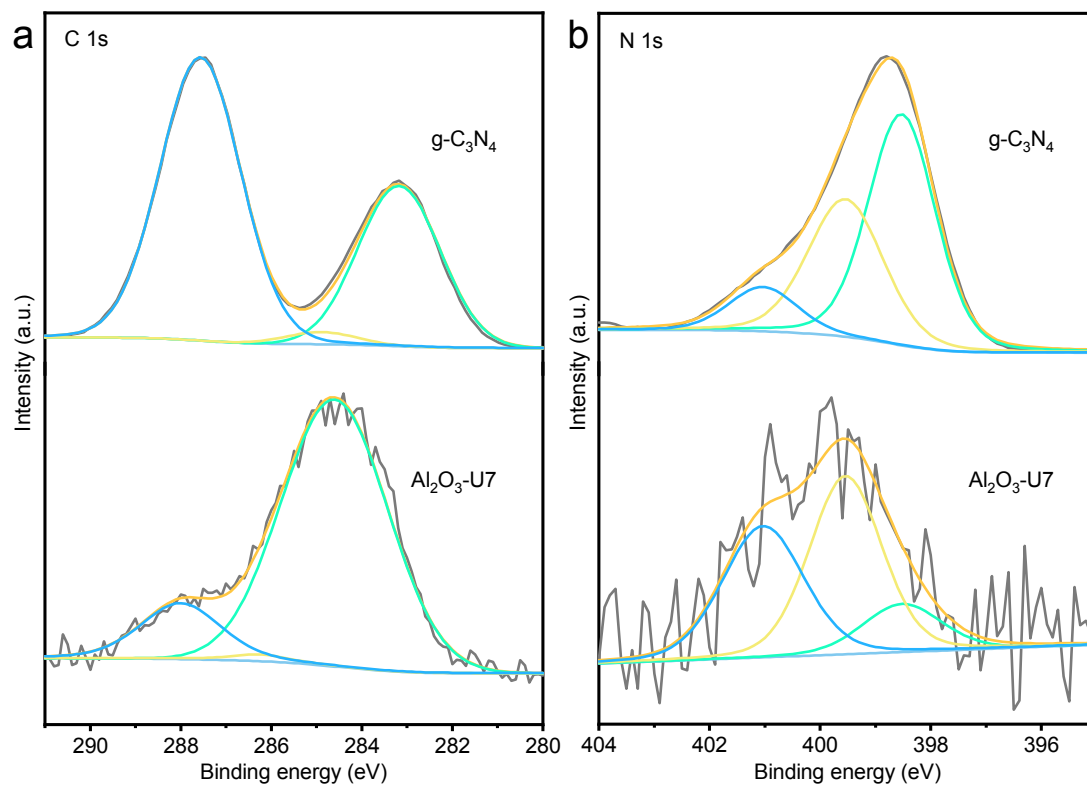 a
C 1s
g-C₃N₄
Al₂O₃-U7
Intensity (a.u.)
290 288 286 284 282 280
Binding energy (eV)
b
N 1s
g-C₃N₄
Al₂O₃-U7
Intensity (a.u.)
404 402 400 398 396
Binding energy (eV)